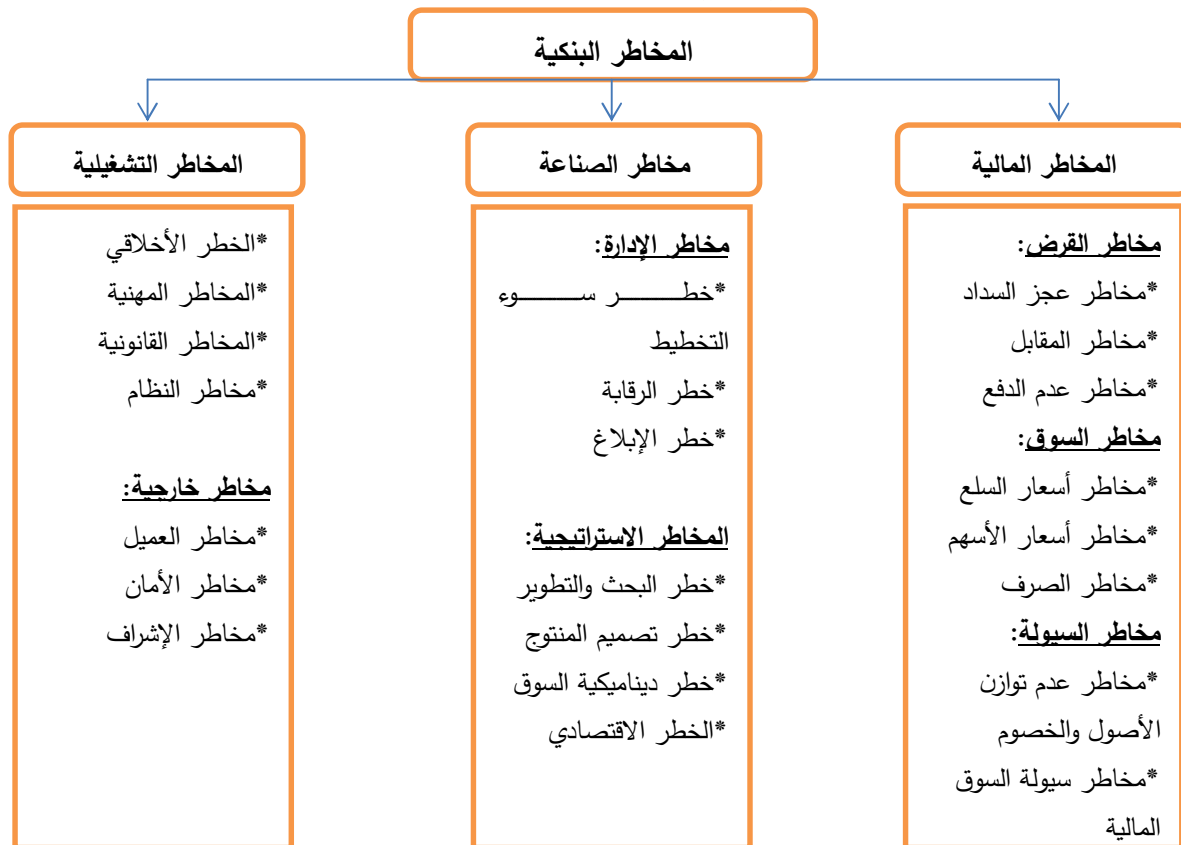 المخاطر البنكية
المخاطر المالية
مخاطر القرض:
*مخاطر عجز السداد
*مخاطر المقابل
*مخاطر عدم الدفع
مخاطر السوق:
*مخاطر أسعار السلع
*مخاطر أسعار الأسهم
*مخاطر الصرف
مخاطر السيولة:
*مخاطر عدم توازن
الأصول والخصوم
*مخاطر سيولة السوق
المالية
مخاطر الصناعة
مخاطر الإدارة:
*خطــــــــر ســــــــوء
التخطيط
*خطر الرقابة
*خطر الإبلاغ
المخاطر الاستراتيجية:
*خطر البحث والتطوير
*خطر تصميم المنتوج
*خطر ديناميكية السوق
*الخطر الاقتصادي
المخاطر التشغيلية
*الخطر الأخلاقي
*المخاطر المهنية
*المخاطر القانونية
*مخاطر النظام
مخاطر خارجية:
*مخاطر العميل
*مخاطر الأمان
*مخاطر الإشراف